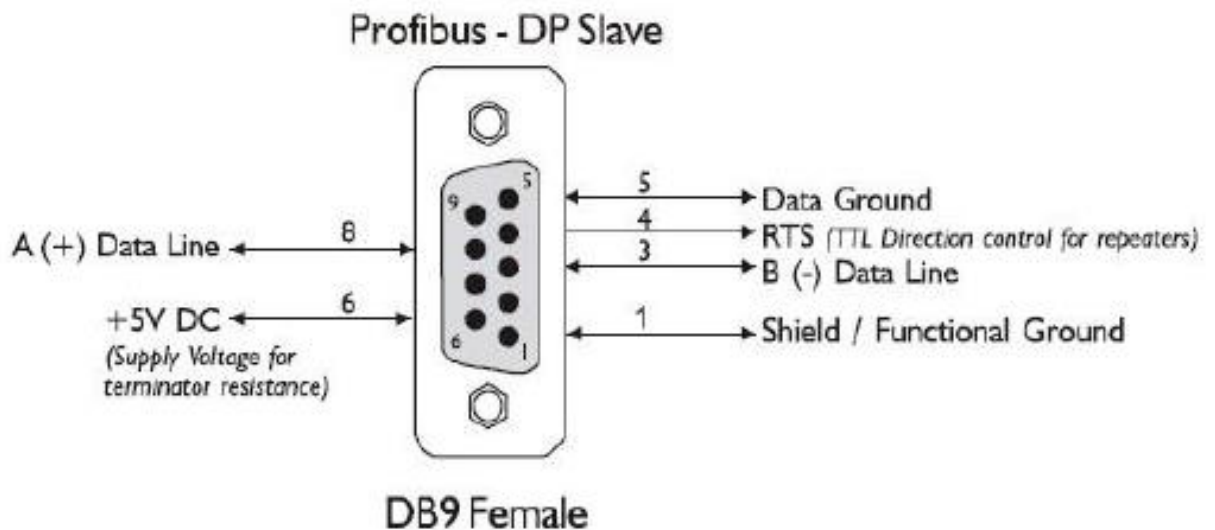 Profibus - DP Slave
5
9
6
1
A (+) Data Line
8
+5V DC
6
(Supply Voltage for
terminator resistance)
5
Data Ground
4
RTS (TTL Direction control for repeaters)
3
B (-) Data Line
1
Shield / Functional Ground
DB9 Female